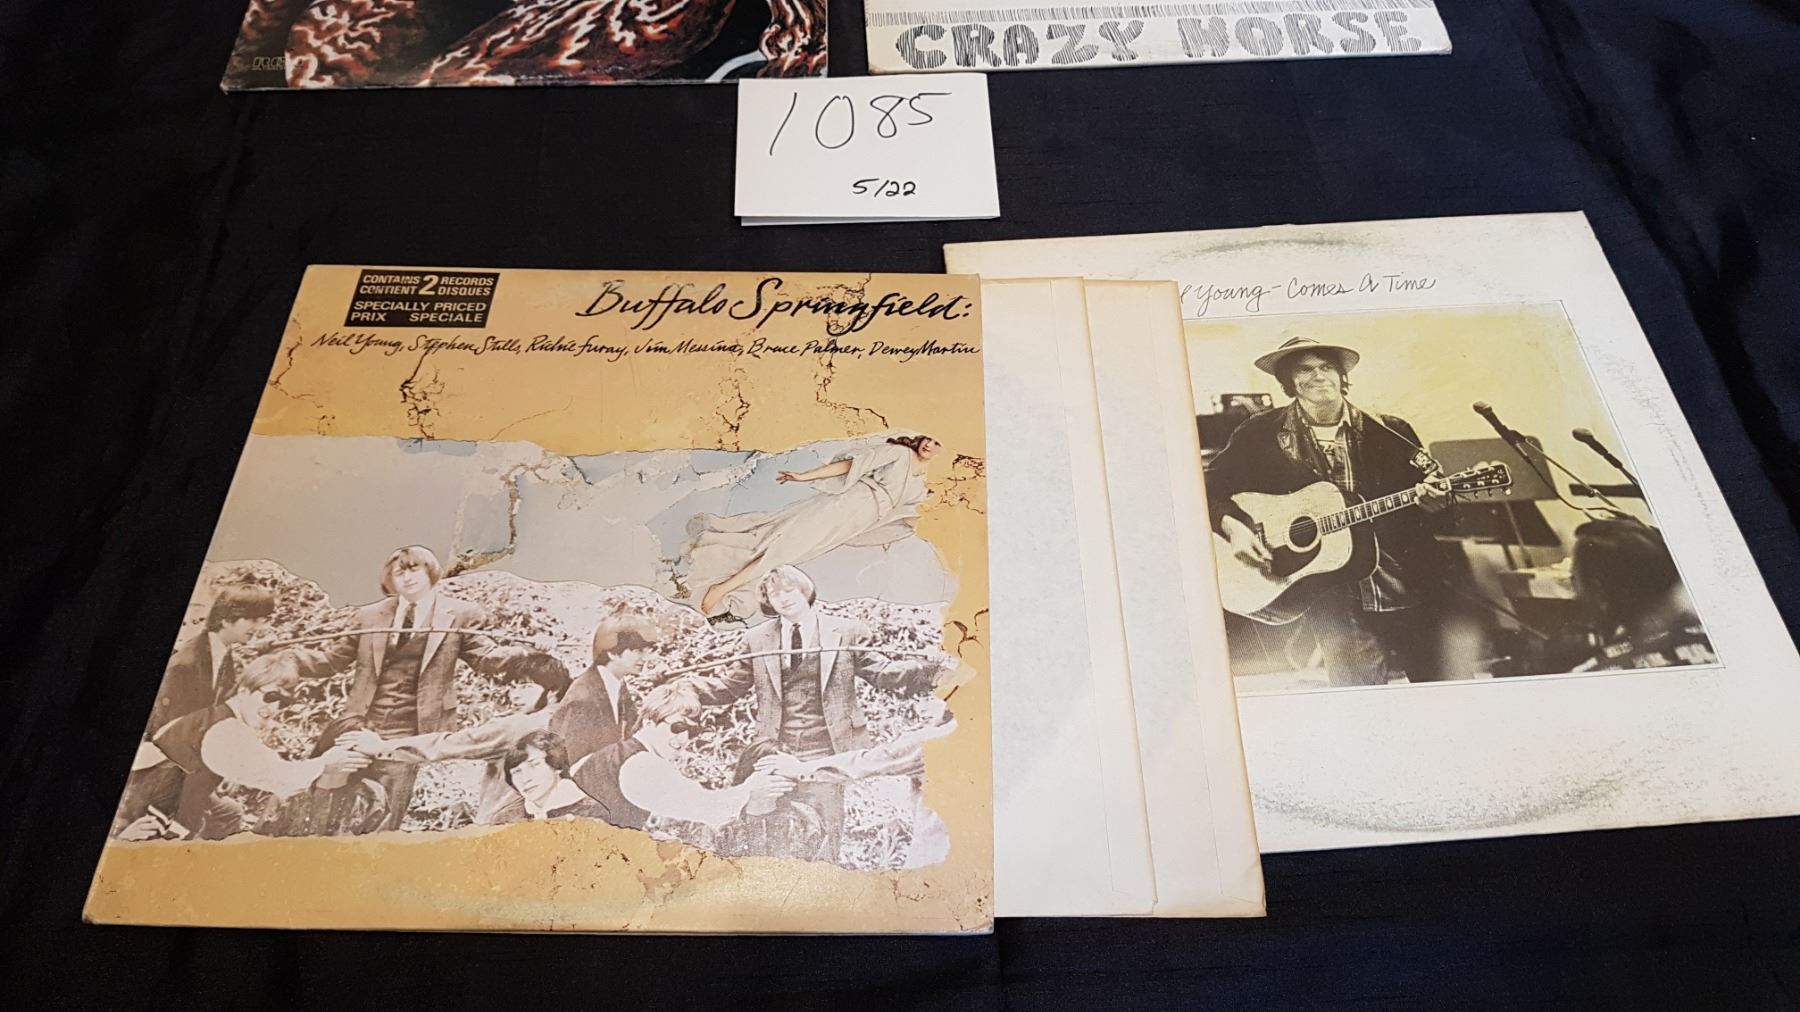 CRAZY HORSE
1085
5/22
CONTAINS 2 RECORDS
CONTIENT DISQUES
SPECIALLY PRICED
PRIX SPECIALE
Buffalo Springfield:
Neil Young, Stephen Stills, Richie Furay, Jim Messina, Bruce Palmer, Dewey Martin
Young - Comes A Time